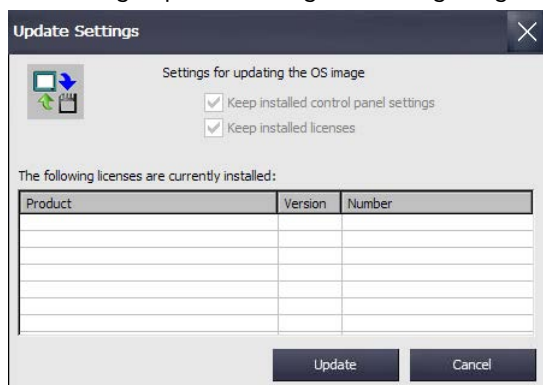 Update Settings
Settings for updating the OS image
Keep installed control panel settings
Keep installed licenses
The following licenses are currently installed:
Product Version Number
Update Cancel